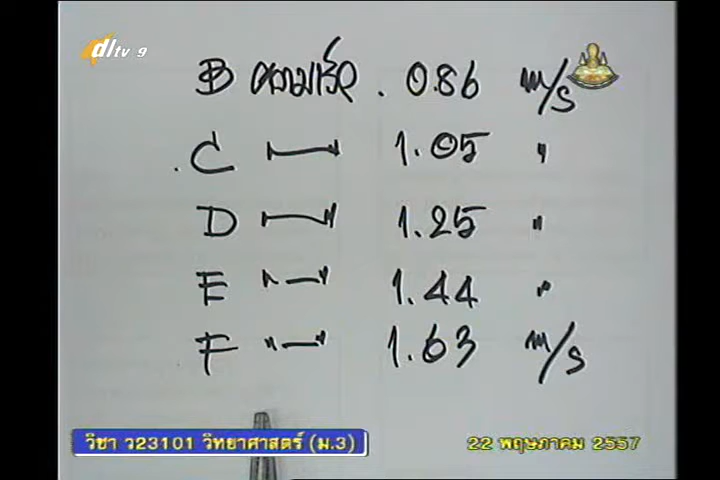 dltv 9
B ความเร็ว . 0.86 m/s
. C "——" 1.05 "
D "——" 1.25 "
E "——" 1.44 "
F "——" 1.63 m/s
วิชา ว23101 วิทยาศาสตร์ (ม.3) 22 พฤษภาคม 2557